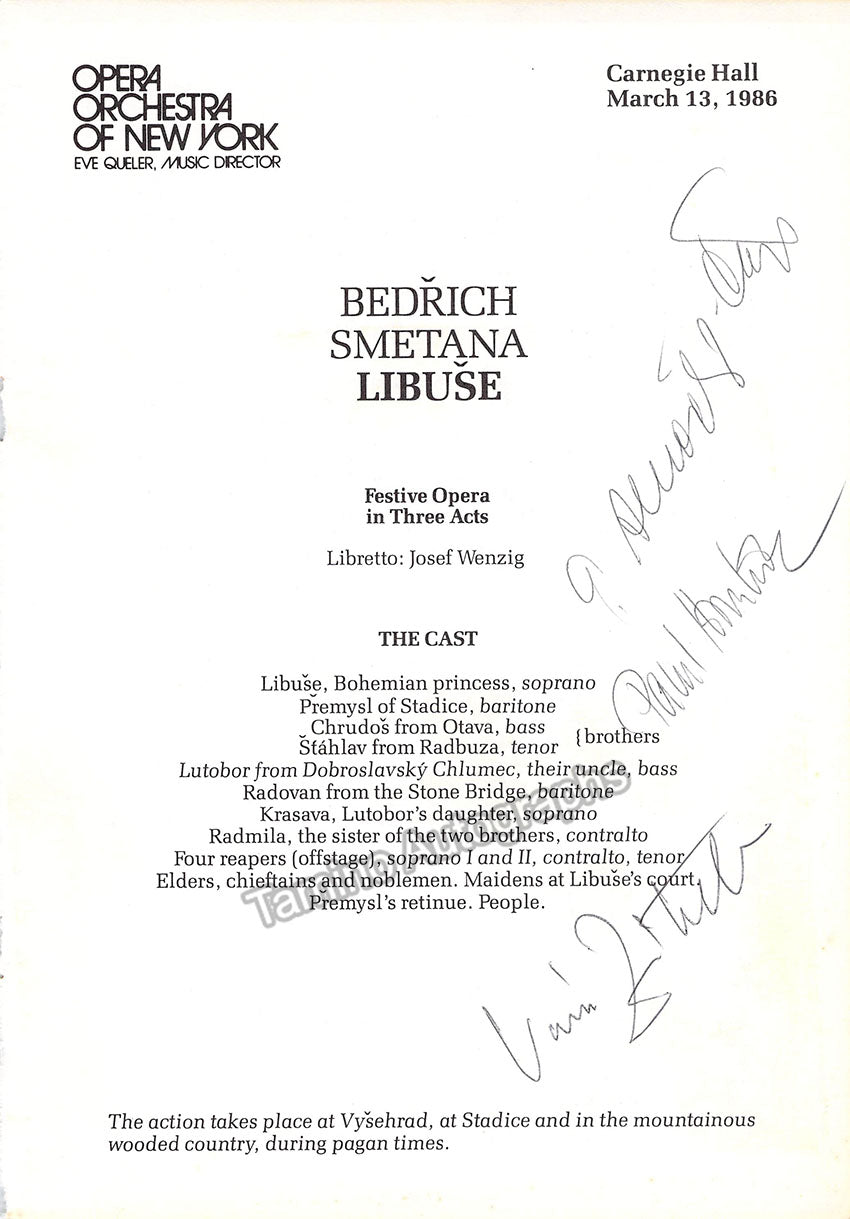 OPERA
ORCHESTRA
OF NEW YORK
EVE QUELER, MUSIC DIRECTOR
Carnegie Hall
March 13, 1986
BEDŘICH
SMETANA
LIBUŠE
Festive Opera
in Three Acts
Libretto: Josef Wenzig
THE CAST
Libuše, Bohemian princess, soprano
Přemysl of Stadice, baritone
Chrudoš from Otava, bass
Šťáhlav from Radbuza, tenor
{brothers
Lutobor from Dobroslavský Chlumec, their uncle, bass
Radovan from the Stone Bridge, baritone
Krasava, Lutobor's daughter, soprano
Radmila, the sister of the two brothers, contralto
Four reapers (offstage), soprano I and II, contralto, tenor
Elders, chieftains and noblemen. Maidens at Libuše's court.
Přemysl's retinue. People.
Tamino Autographs
The action takes place at Vyšehrad, at Stadice and in the mountainous
wooded country, during pagan times.